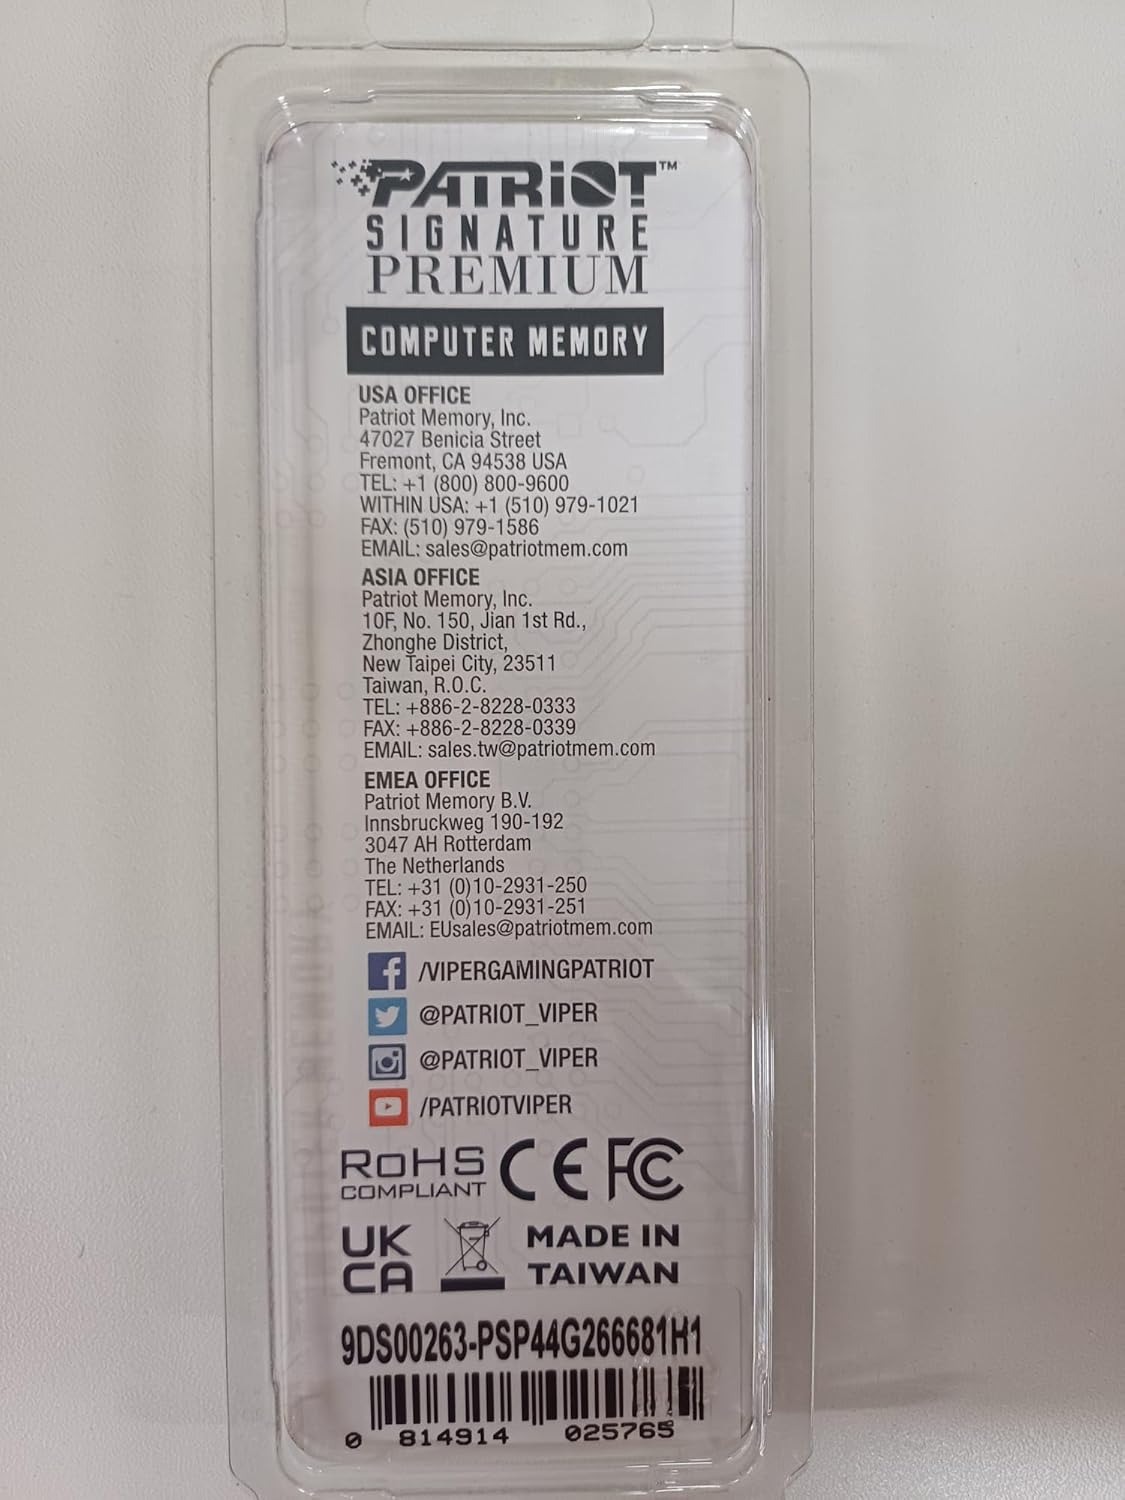 PATRIOT™
SIGNATURE
PREMIUM
COMPUTER MEMORY
USA OFFICE
Patriot Memory, Inc.
47027 Benicia Street
Fremont, CA 94538 USA
TEL: +1 (800) 800-9600
WITHIN USA: +1 (510) 979-1021
FAX: (510) 979-1586
EMAIL: sales@patriotmem.com
ASIA OFFICE
Patriot Memory, Inc.
10F, No. 150, Jian 1st Rd.,
Zhonghe District,
New Taipei City, 23511
Taiwan, R.O.C.
TEL: +886-2-8228-0333
FAX: +886-2-8228-0339
EMAIL: sales.tw@patriotmem.com
EMEA OFFICE
Patriot Memory B.V.
Innsbruckweg 190-192
3047 AH Rotterdam
The Netherlands
TEL: +31 (0)10-2931-250
FAX: +31 (0)10-2931-251
EMAIL: EUsales@patriotmem.com
/VIPERGAMINGPATRIOT
@PATRIOT_VIPER
@PATRIOT_VIPER
/PATRIOTVIPER
RoHS
COMPLIANT
CE FC
UK
CA
MADE IN
TAIWAN
9DS00263-PSP44G266681H1
0 814914 025765